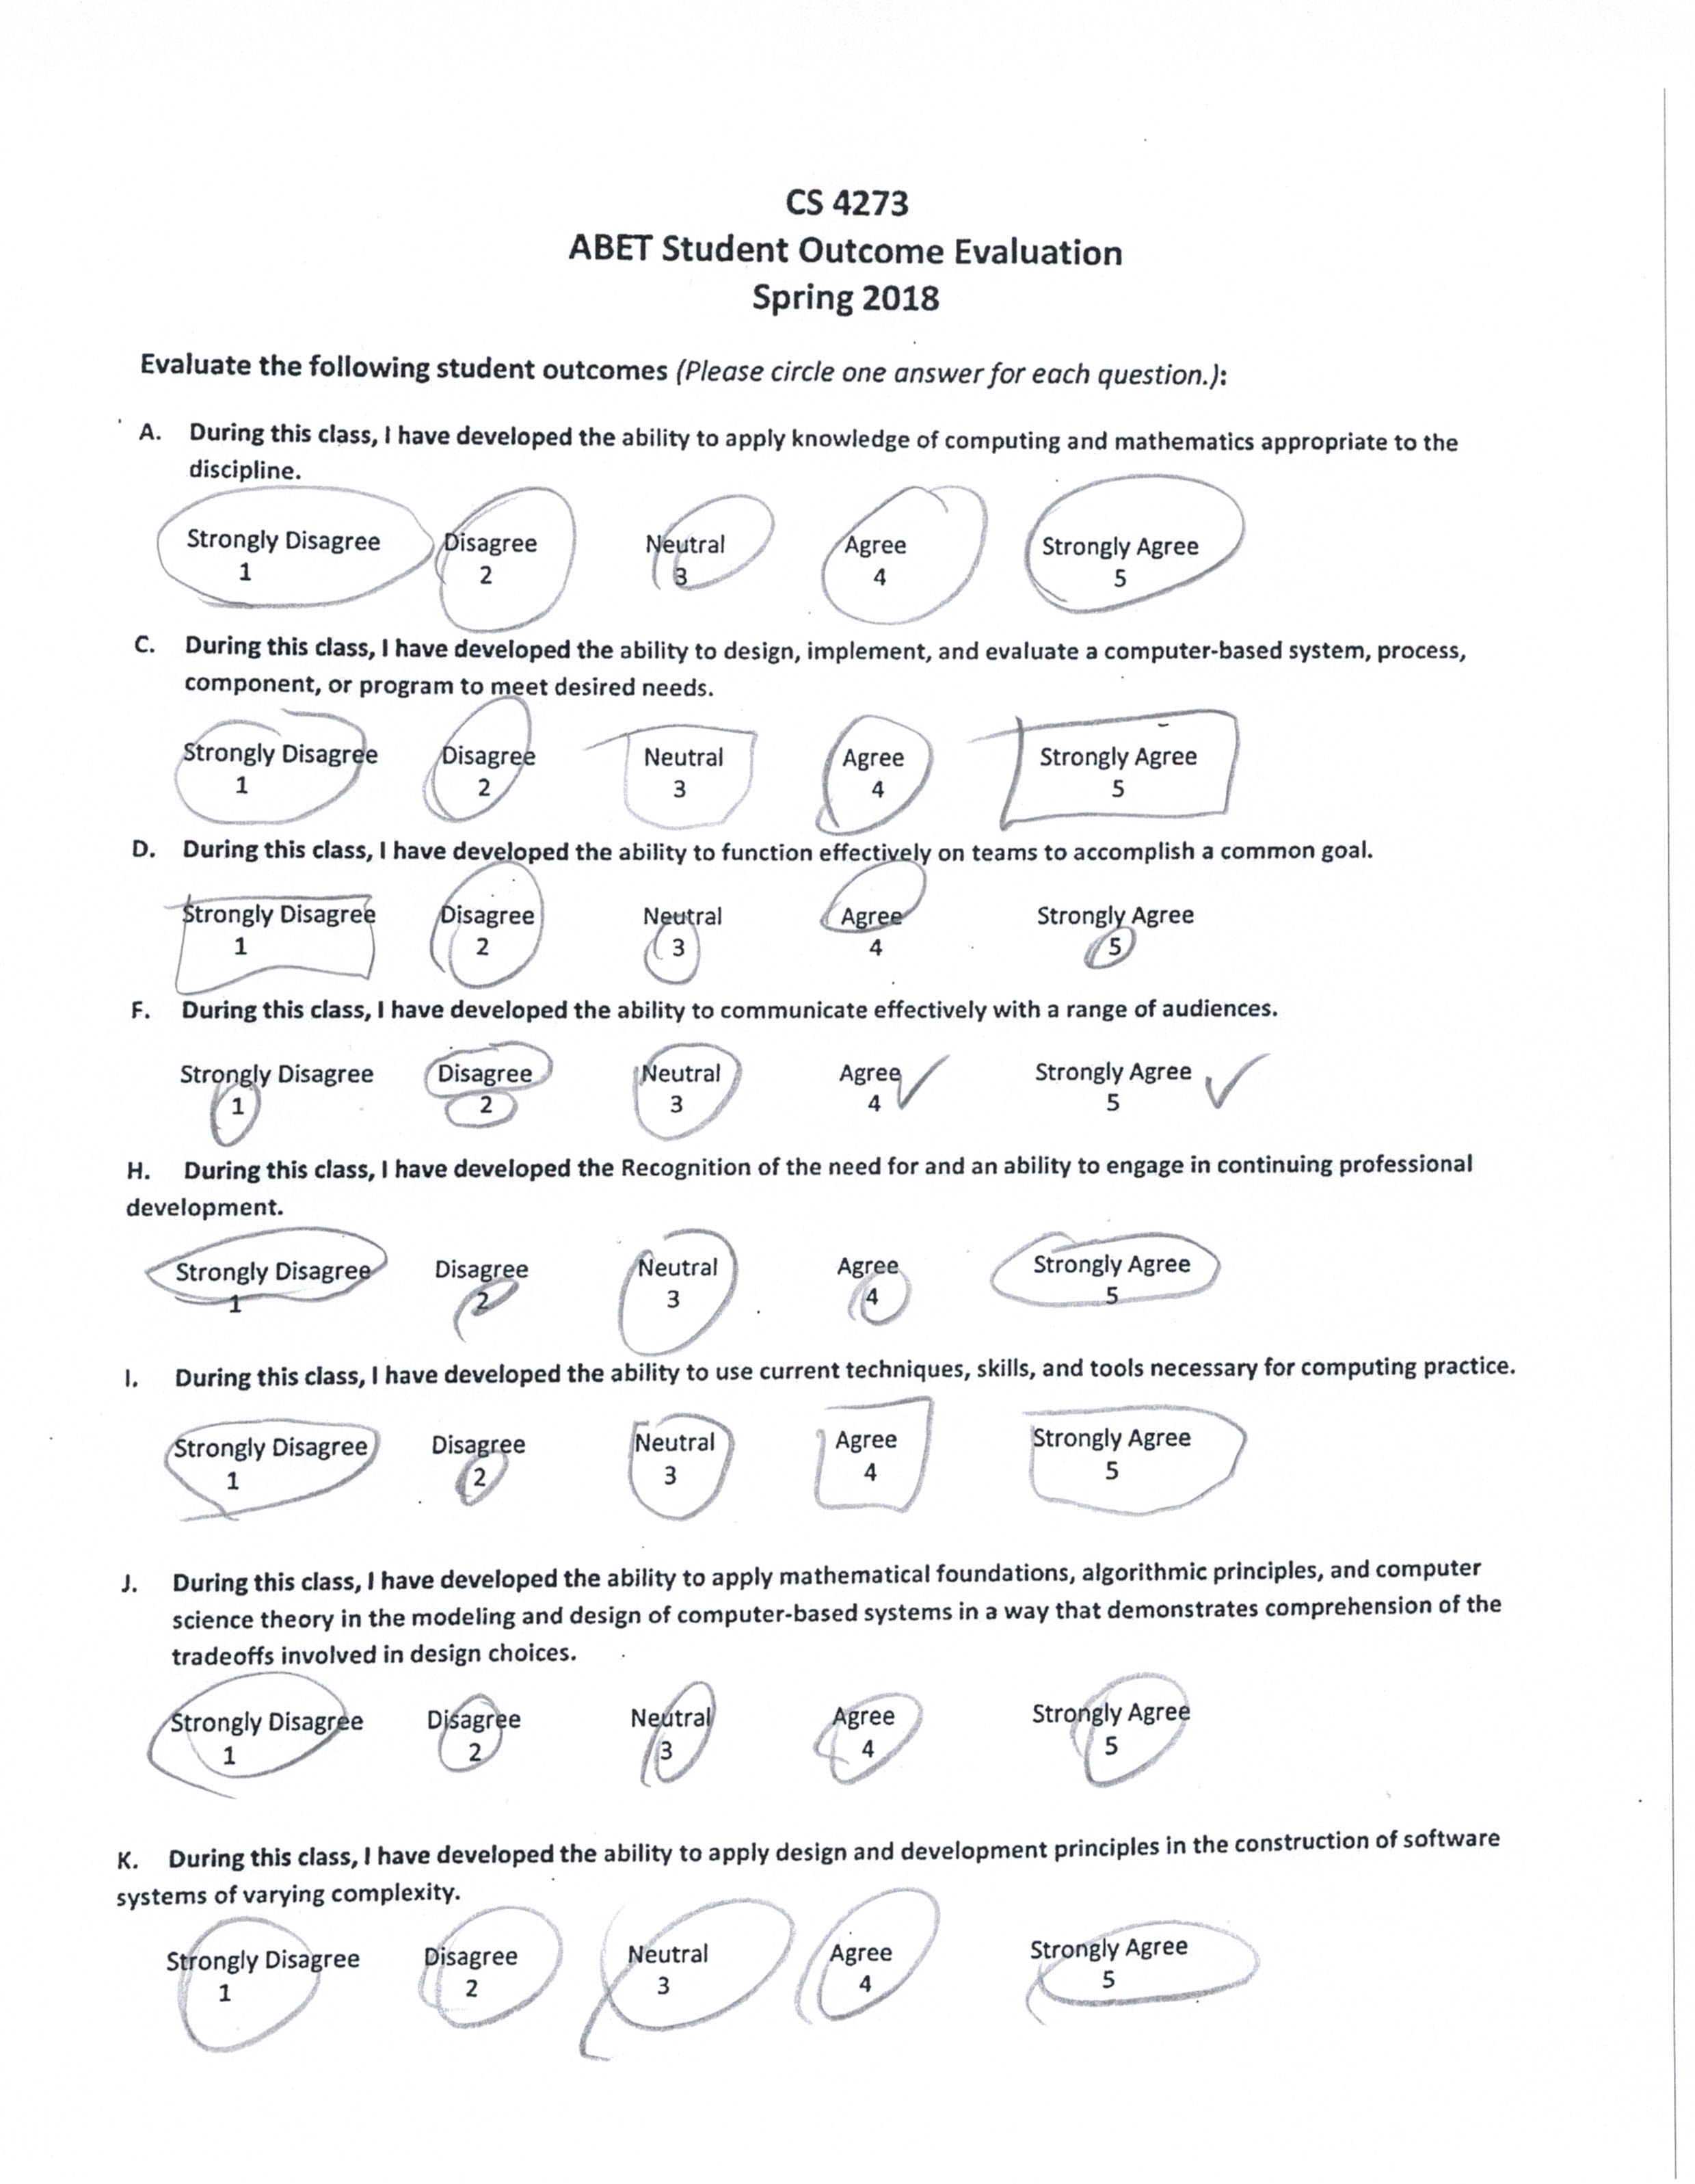 CS 4273
ABET Student Outcome Evaluation
Spring 2018
Evaluate the following student outcomes (Please circle one answer for each question.):
A. During this class, I have developed the ability to apply knowledge of computing and mathematics appropriate to the
discipline.
Strongly Disagree Disagree Neutral Agree Strongly Agree
1 2 3 4 5
C. During this class, I have developed the ability to design, implement, and evaluate a computer-based system, process,
component, or program to meet desired needs.
Strongly Disagree Disagree Neutral Agree Strongly Agree
1 2 3 4 5
D. During this class, I have developed the ability to function effectively on teams to accomplish a common goal.
Strongly Disagree Disagree Neutral Agree Strongly Agree
1 2 3 4 5
F. During this class, I have developed the ability to communicate effectively with a range of audiences.
Strongly Disagree Disagree Neutral Agree Strongly Agree
1 2 3 4 5
H. During this class, I have developed the Recognition of the need for and an ability to engage in continuing professional
development.
Strongly Disagree Disagree Neutral Agree Strongly Agree
1 2 3 4 5
I. During this class, I have developed the ability to use current techniques, skills, and tools necessary for computing practice.
Strongly Disagree Disagree Neutral Agree Strongly Agree
1 2 3 4 5
J. During this class, I have developed the ability to apply mathematical foundations, algorithmic principles, and computer
science theory in the modeling and design of computer-based systems in a way that demonstrates comprehension of the
tradeoffs involved in design choices.
Strongly Disagree Disagree Neutral Agree Strongly Agree
1 2 3 4 5
K. During this class, I have developed the ability to apply design and development principles in the construction of software
systems of varying complexity.
Strongly Disagree Disagree Neutral Agree Strongly Agree
1 2 3 4 5